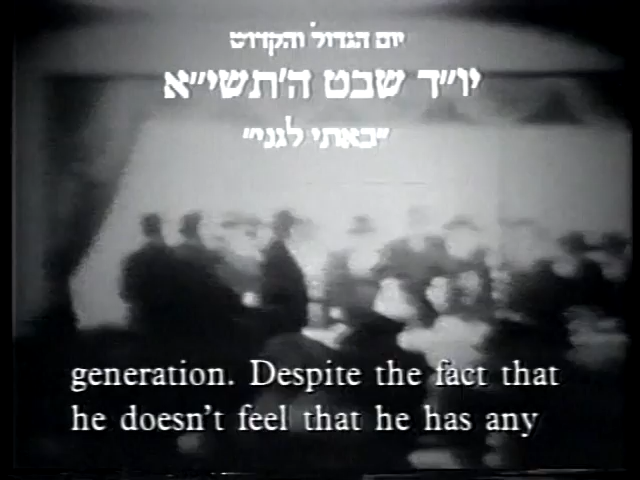 יום הגדול והקדוש
יו"ד שבט ה'תשי"א
"באתי לגני"
generation. Despite the fact that
he doesn't feel that he has any